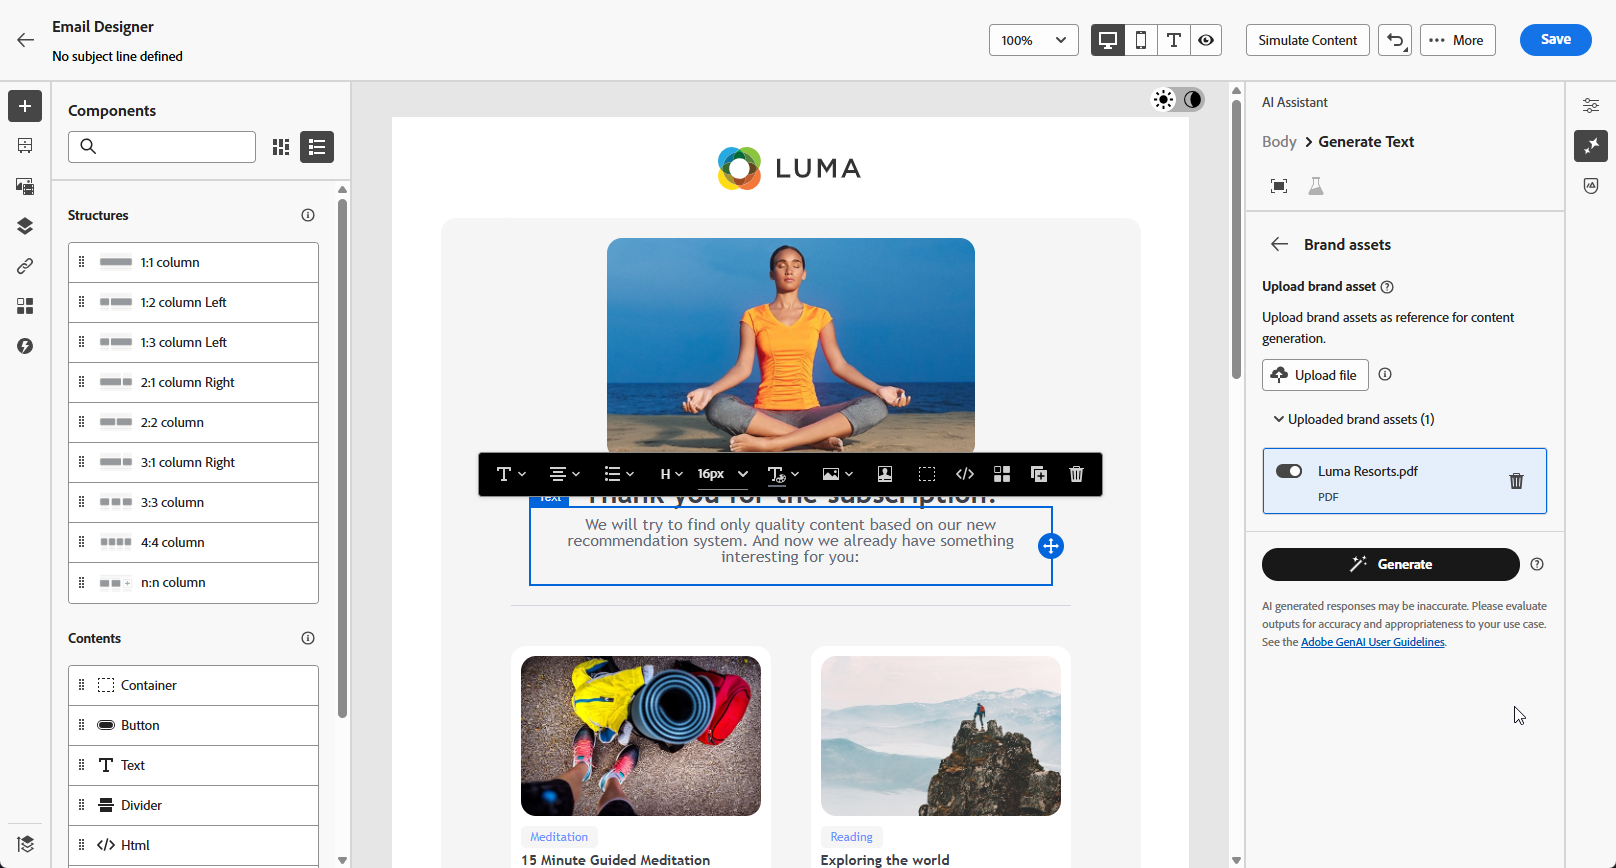 Email Designer
No subject line defined
100%
Simulate Content
More
Save
Components
Structures
1:1 column
1:2 column Left
1:3 column Left
2:1 column Right
2:2 column
3:1 column Right
3:3 column
4:4 column
n:n column
Contents
Container
Button
Text
Divider
Html
LUMA
16px
Text
Thank you for the subscription!
We will try to find only quality content based on our new
recommendation system. And now we already have something
interesting for you:
Meditation
15 Minute Guided Meditation
Reading
Exploring the world
AI Assistant
Body > Generate Text
Brand assets
Upload brand asset
Upload brand assets as reference for content
generation.
Upload file
Uploaded brand assets (1)
Luma Resorts.pdf
PDF
Generate
AI generated responses may be inaccurate. Please evaluate
outputs for accuracy and appropriateness to your use case.
See the Adobe GenAI User Guidelines.